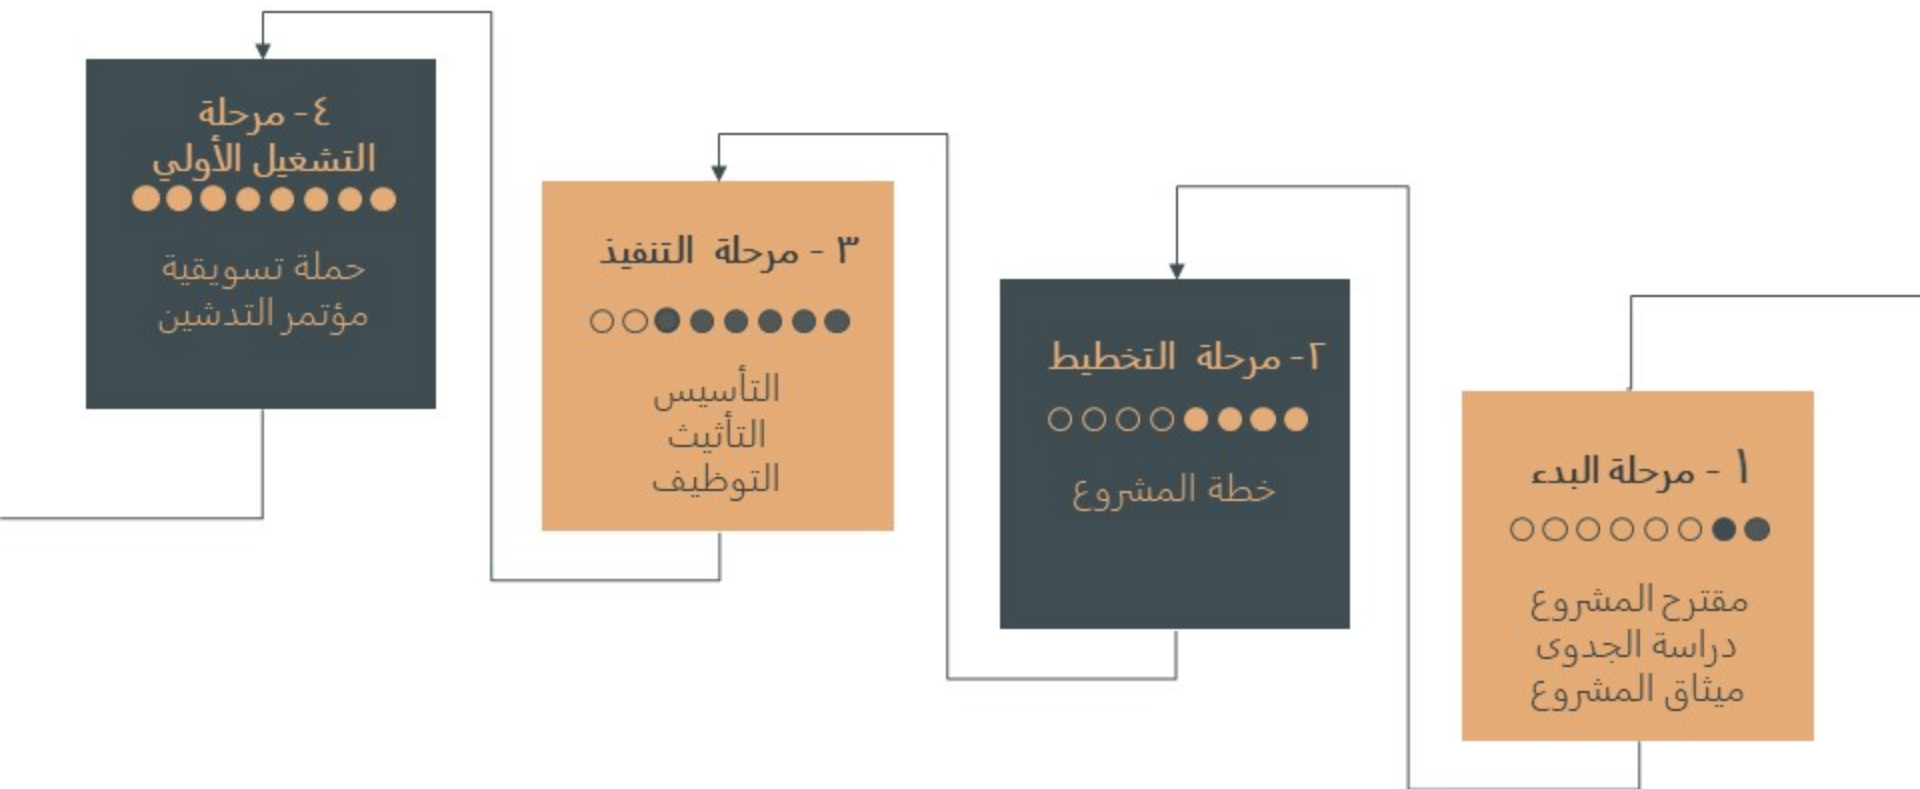 ١ - مرحلة البدء
مقترح المشروع
دراسة الجدوى
ميثاق المشروع
٢- مرحلة التخطيط
خطة المشروع
٣ - مرحلة التنفيذ
التأسيس
التأثيث
التوظيف
٤- مرحلة
التشغيل الأولي
حملة تسويقية
مؤتمر التدشين